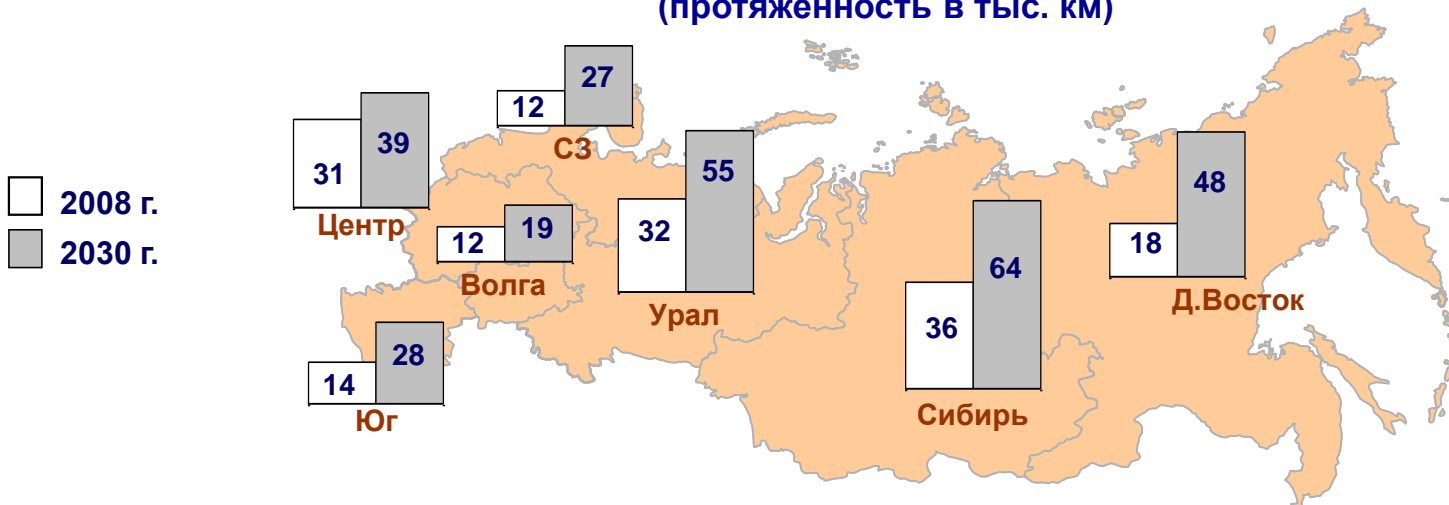 (протяженность в тыс. км)
2008 г.
2030 г.
31
39
Центр
12
27
СЗ
12
19
Волга
14
28
Юг
32
55
Урал
36
64
Сибирь
18
48
Д.Восток